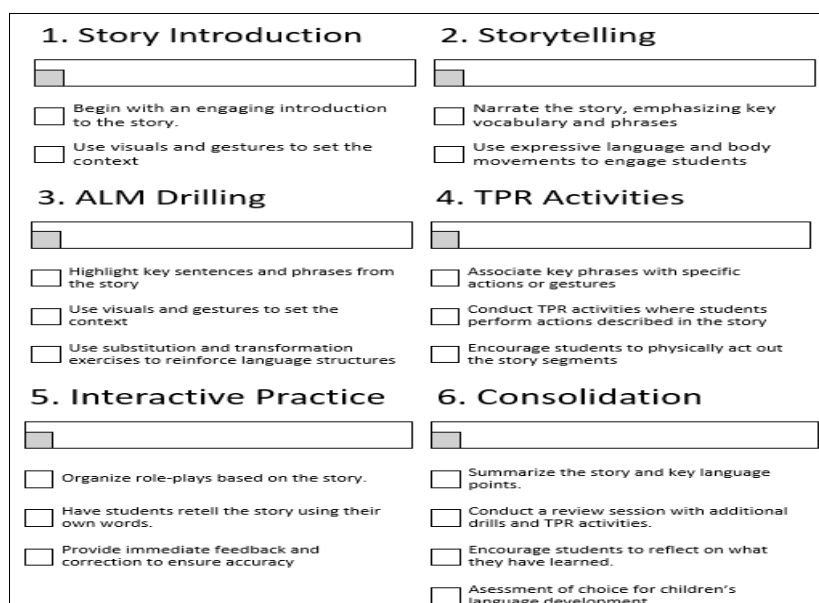 1. Story Introduction
Begin with an engaging introduction
to the story.
Use visuals and gestures to set the
context
2. Storytelling
Narrate the story, emphasizing key
vocabulary and phrases
Use expressive language and body
movements to engage students
3. ALM Drilling
Highlight key sentences and phrases from
the story
Use visuals and gestures to set the
context
Use substitution and transformation
exercises to reinforce language structures
4. TPR Activities
Associate key phrases with specific
actions or gestures
Conduct TPR activities where students
perform actions described in the story
Encourage students to physically act out
the story segments
5. Interactive Practice
Organize role-plays based on the story.
Have students retell the story using their
own words.
Provide immediate feedback and
correction to ensure accuracy
6. Consolidation
Summarize the story and key language
points.
Conduct a review session with additional
drills and TPR activities.
Encourage students to reflect on what
they have learned.
Asessment of choice for children's
language development